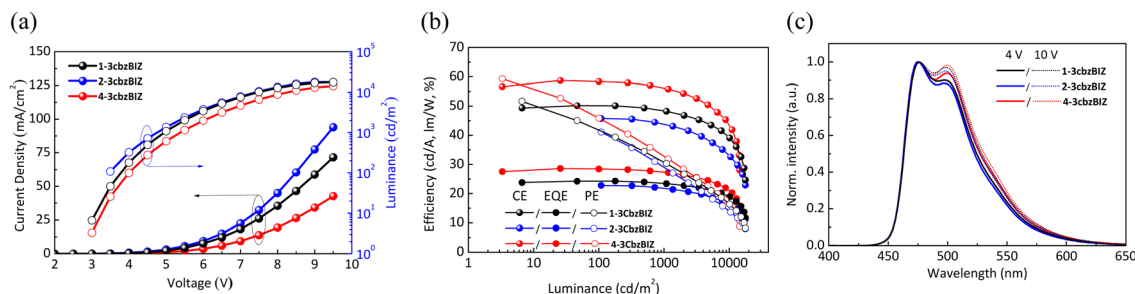 (a)
150
125
100
75
50
25
0
Current Density (mA/cm²)
1-3cbzBIZ
2-3cbzBIZ
4-3cbzBIZ
10⁵
10⁴
10³
10²
10¹
10⁰
Luminance (cd/m²)
2 3 4 5 6 7 8 9 10
Voltage (V)
(b)
70
60
50
40
30
20
10
0
Efficiency (cd/A, lm/W, %)
CE EQE PE
/ / 1-3CbzBIZ
/ / 2-3CbzBIZ
/ / 4-3CbzBIZ
1 10 100 1000 10000
Luminance (cd/m²)
(c)
1.0
0.8
0.6
0.4
0.2
0.0
Norm. intensity (a.u.)
4 V 10 V
/ 1-3cbzBIZ
/ 2-3cbzBIZ
/ 4-3cbzBIZ
400 450 500 550 600 650
Wavelength (nm)